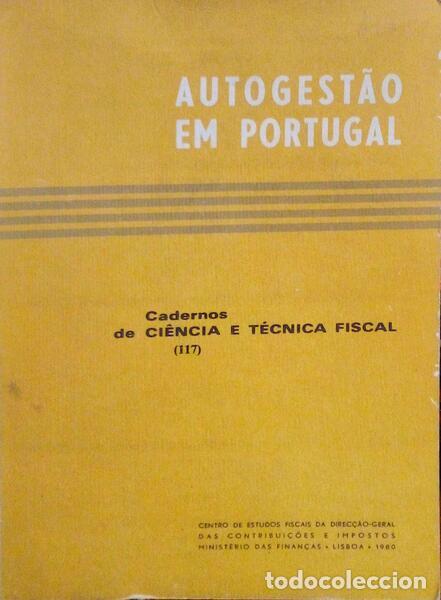 AUTOGESTÃO
EM PORTUGAL
Cadernos
de CIÊNCIA E TÉCNICA FISCAL
(117)
CENTRO DE ESTUDOS FISCAIS DA DIRECÇÃO-GERAL
DAS CONTRIBUIÇÕES E IMPOSTOS
MINISTÉRIO DAS FINANÇAS • LISBOA • 1980
todocoleccion